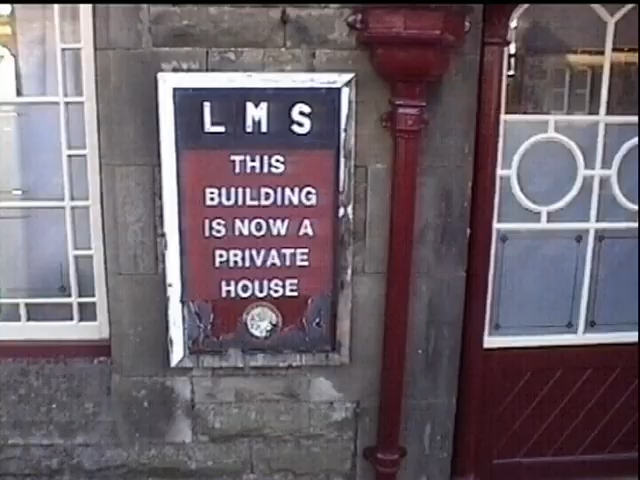 LMS
THIS
BUILDING
IS NOW A
PRIVATE
HOUSE